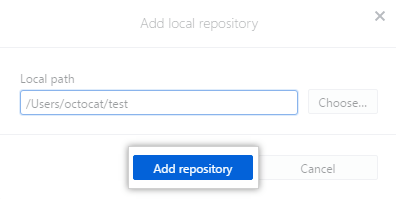 Add local repository
Local path
/Users/octocat/test
Choose...
Add repository
Cancel